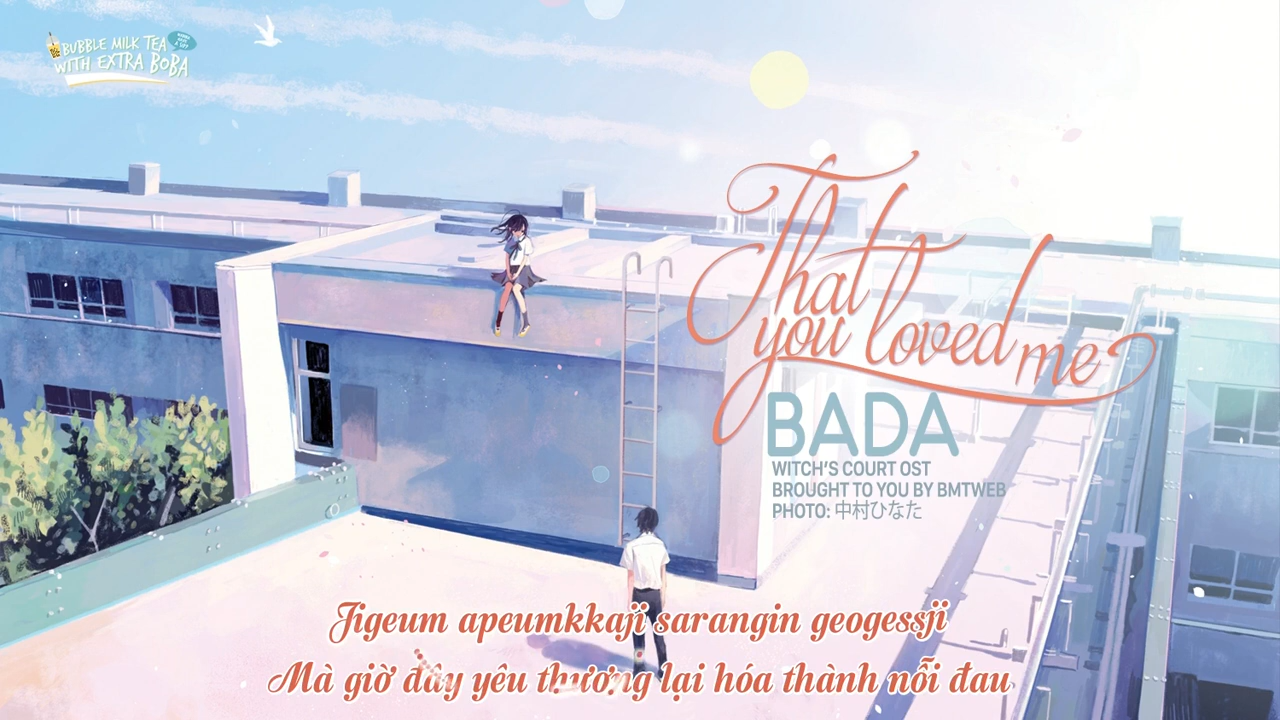 BUBBLE MILK TEA
WITH EXTRA BOBA
That
you loved me
BADA
WITCH'S COURT OST
BROUGHT TO YOU BY BMTWEB
PHOTO: 中村ひなた
Jigeum apeumkkaji sarangin geogessji
Mà giờ đây yêu thương lại hóa thành nỗi đau